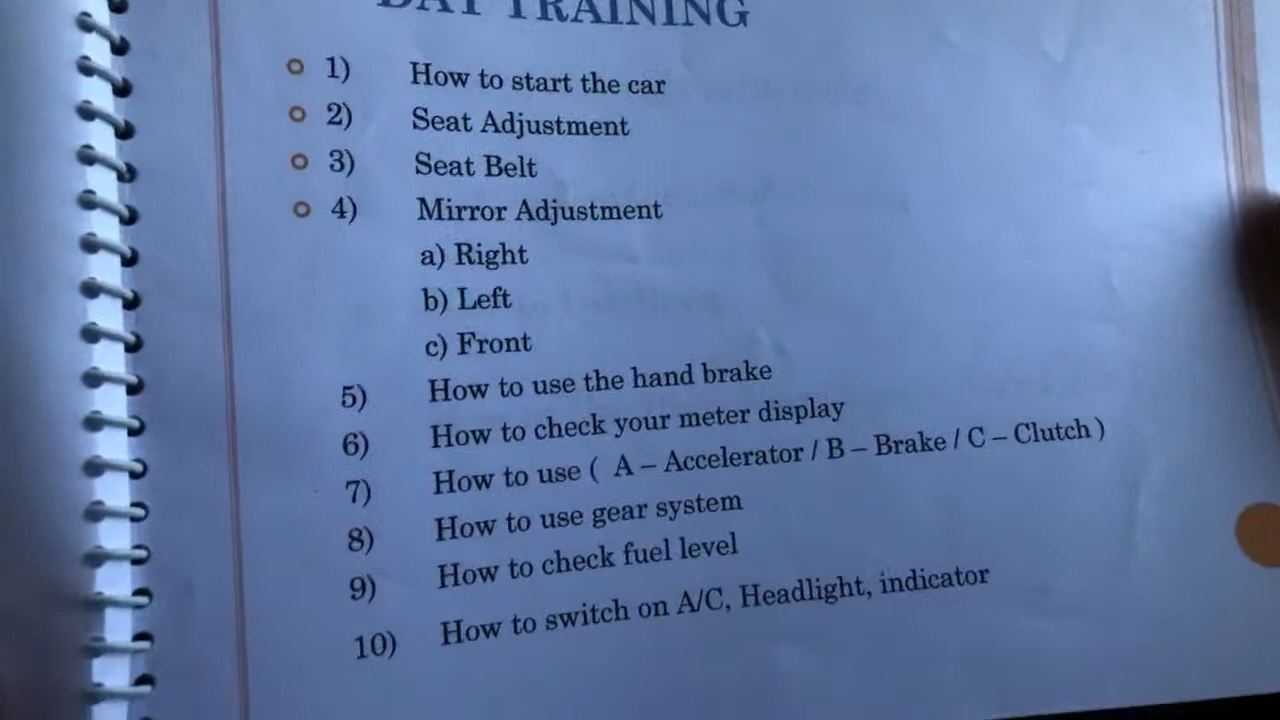 DAY TRAINING
1) How to start the car
2) Seat Adjustment
3) Seat Belt
4) Mirror Adjustment
a) Right
b) Left
c) Front
5) How to use the hand brake
6) How to check your meter display
7) How to use ( A – Accelerator / B – Brake / C – Clutch )
8) How to use gear system
9) How to check fuel level
10) How to switch on A/C, Headlight, indicator